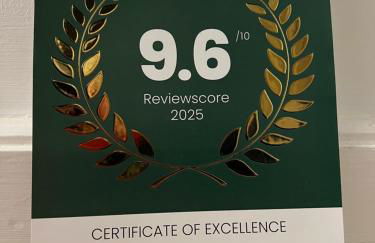 9.6 /10
Reviewscore
2025
CERTIFICATE OF EXCELLENCE